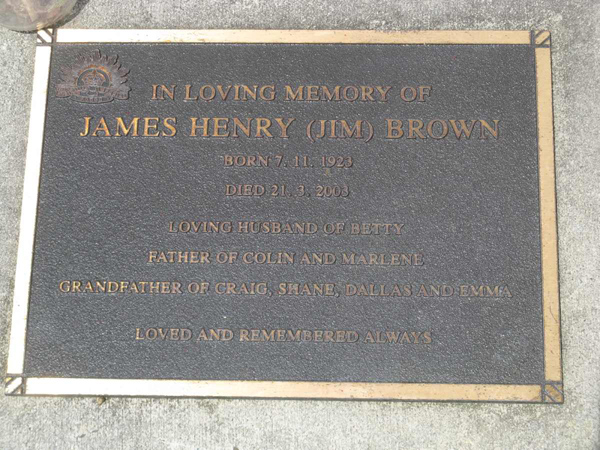 IN LOVING MEMORY OF
JAMES HENRY (JIM) BROWN
BORN 7. 11. 1923
DIED 21. 3. 2003
LOVING HUSBAND OF BETTY
FATHER OF COLIN AND MARLENE
GRANDFATHER OF CRAIG, SHANE, DALLAS AND EMMA
LOVED AND REMEMBERED ALWAYS